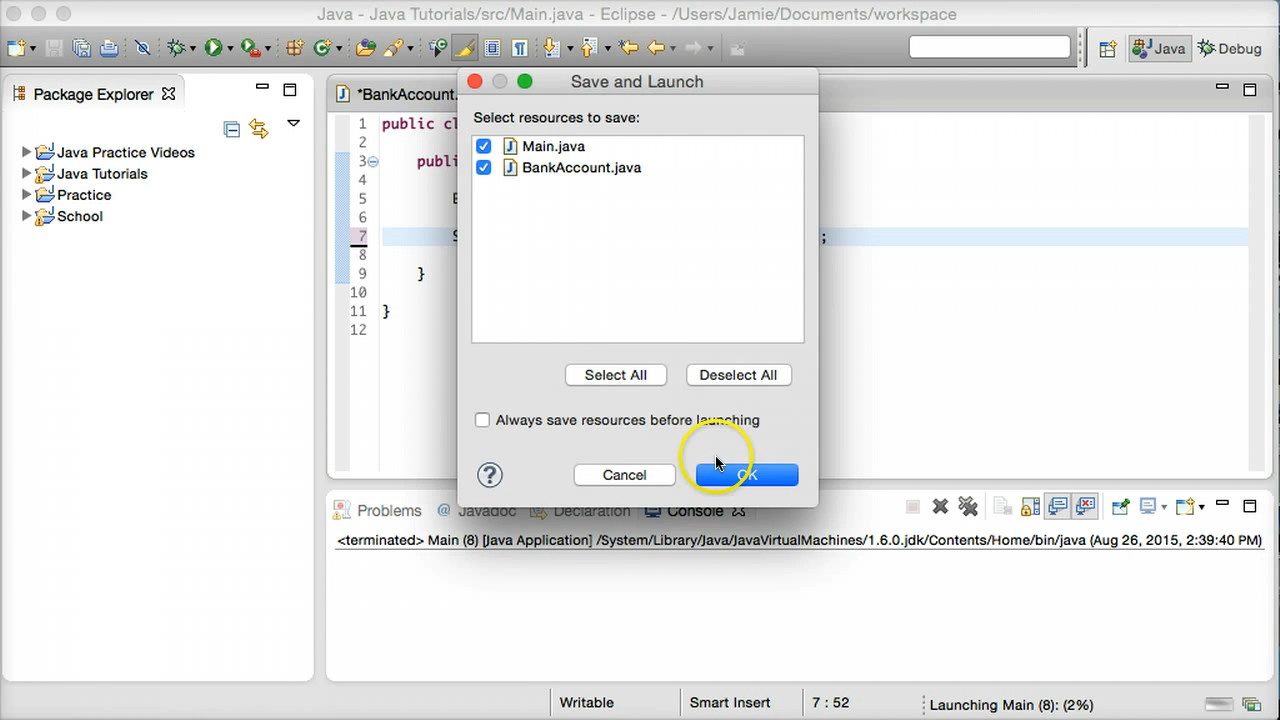 Java - Java Tutorials/src/Main.java - Eclipse - /Users/Jamie/Documents/workspace
Java
Debug
Package Explorer
Java Practice Videos
Java Tutorials
Practice
School
*BankAccount.
1 public cl
2
3 publi
4
5
6
7 ;
8
9 }
10
11 }
12
Save and Launch
Select resources to save:
Main.java
BankAccount.java
Select All
Deselect All
Always save resources before launching
?
Cancel
OK
Problems
@ Javadoc
Declaration
Console
<terminated> Main (8) [Java Application] /System/Library/Java/JavaVirtualMachines/1.6.0.jdk/Contents/Home/bin/java (Aug 26, 2015, 2:39:40 PM)
Writable
Smart Insert
7 : 52
Launching Main (8): (2%)